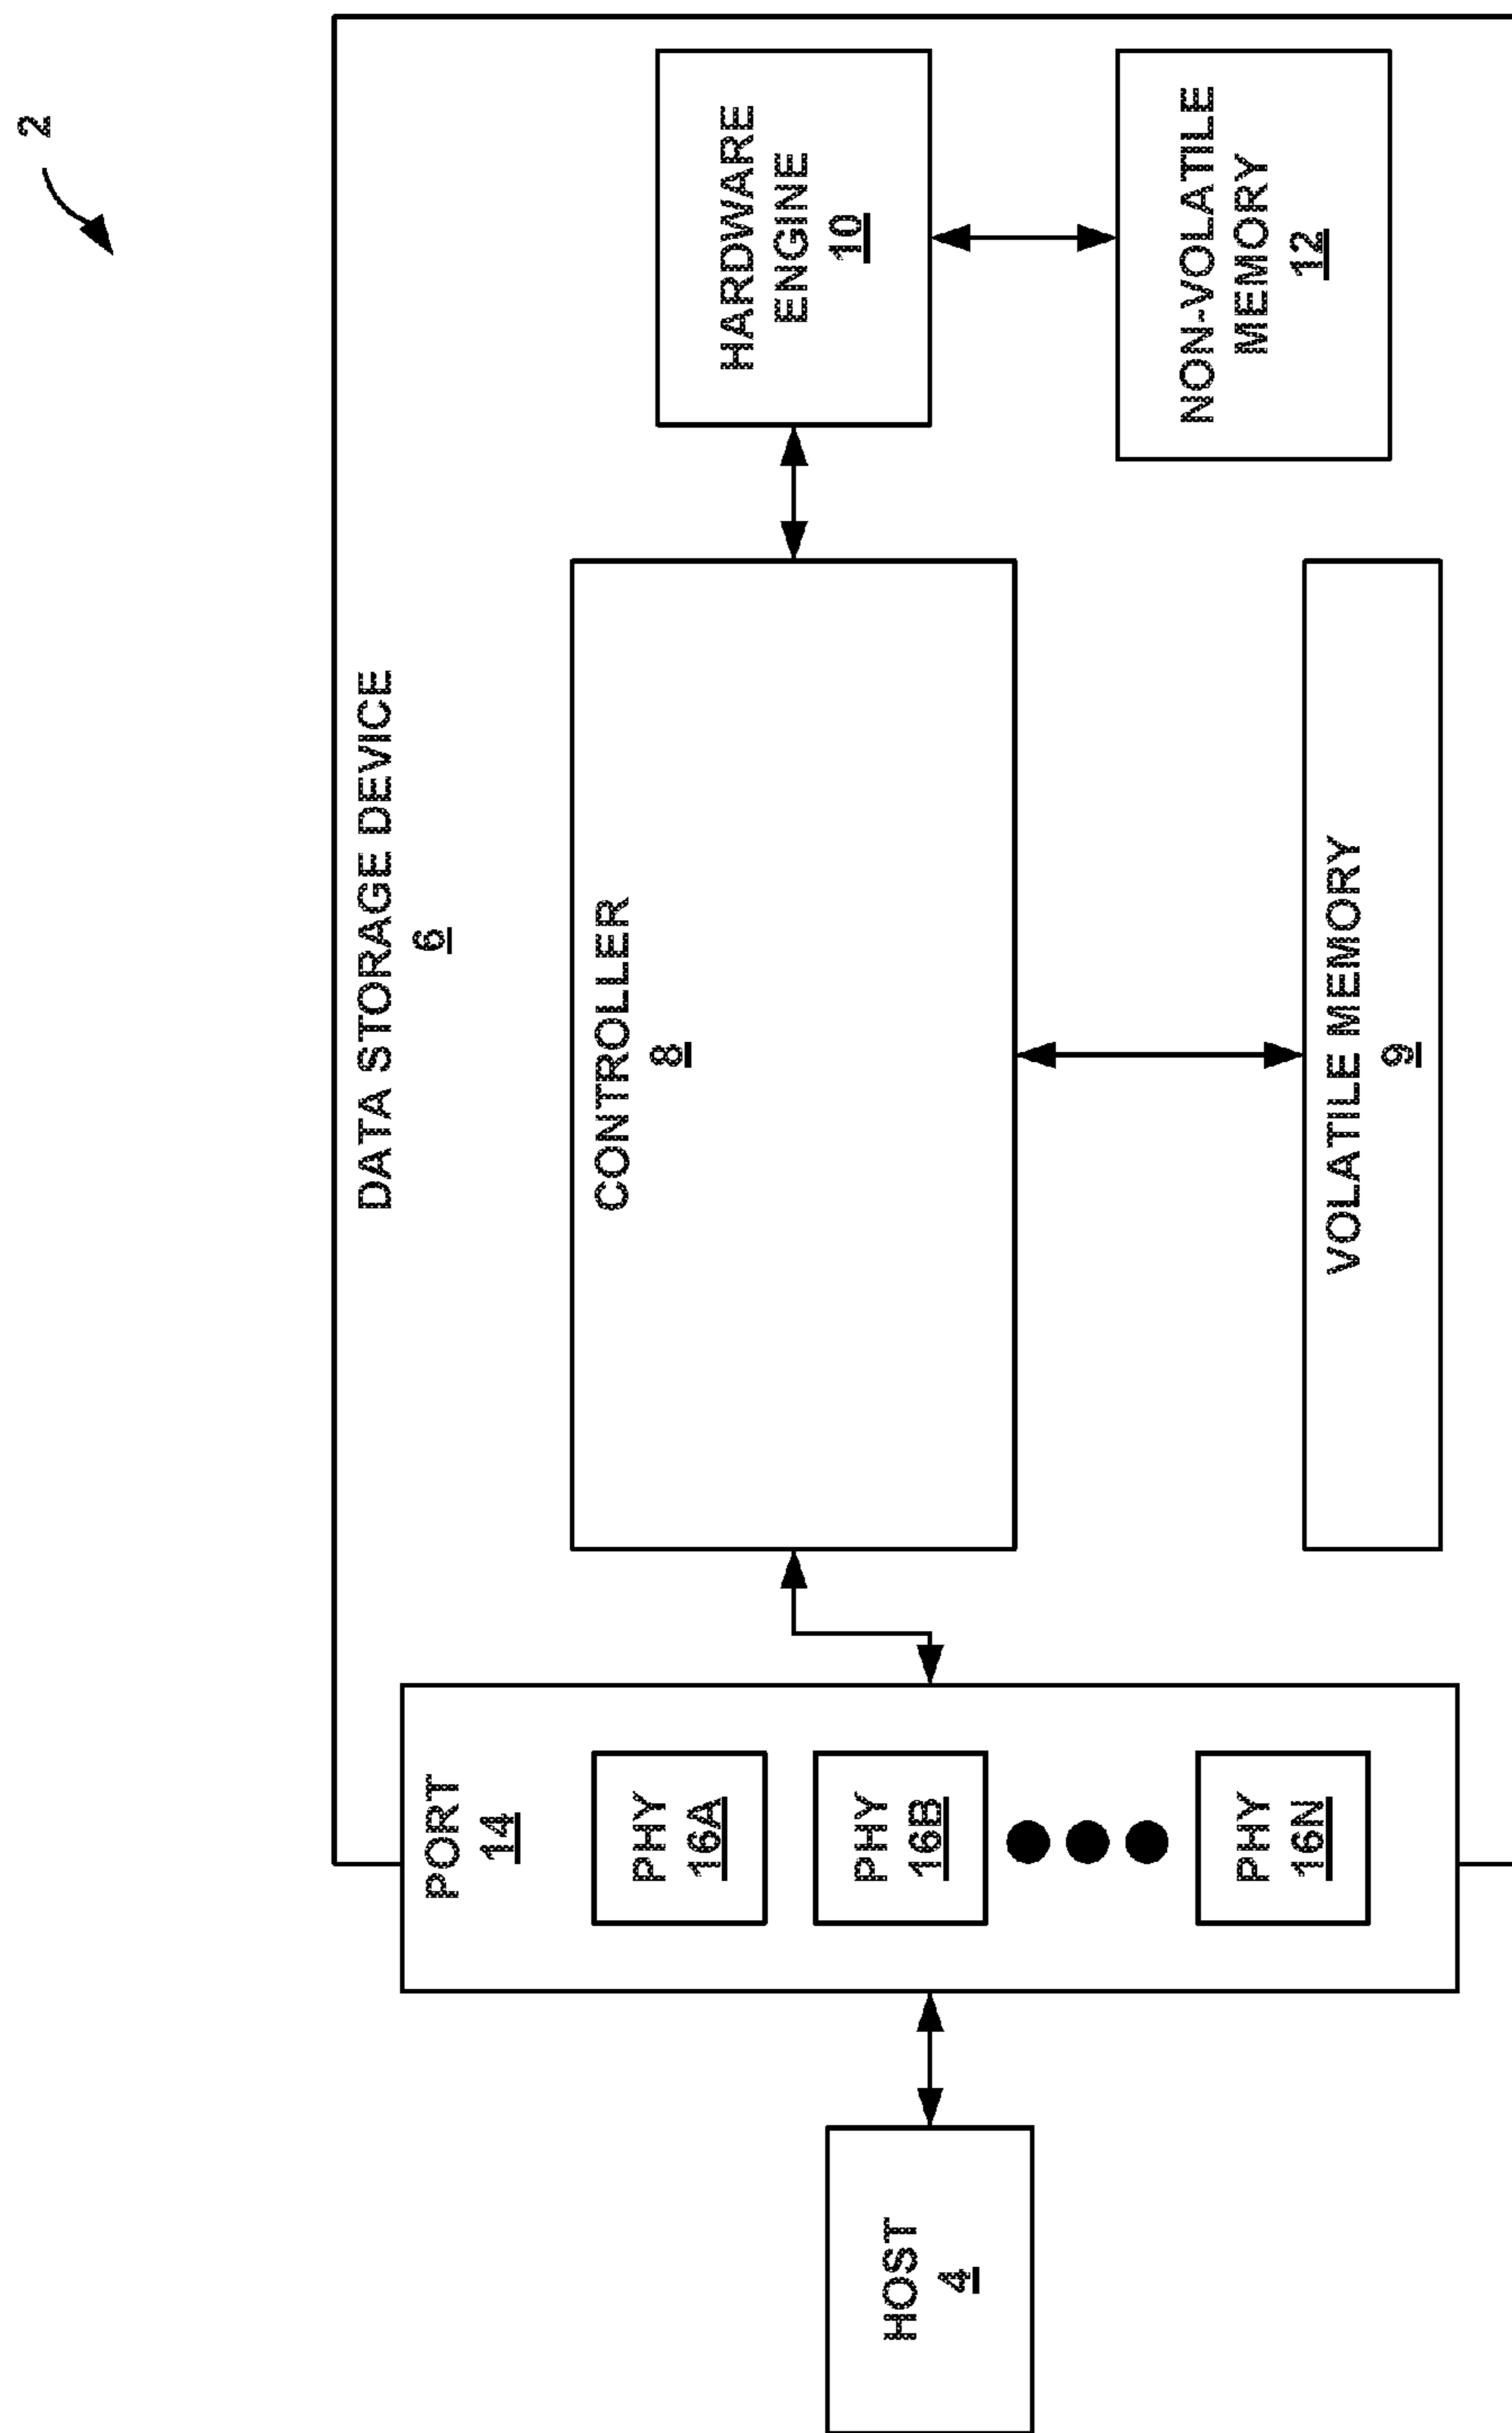 2
DATA STORAGE DEVICE
6
HOST
4
PORT
14
PHY
16A
PHY
16B
PHY
16N
CONTROLLER
8
VOLATILE MEMORY
9
HARDWARE
ENGINE
10
NON-VOLATILE
MEMORY
12